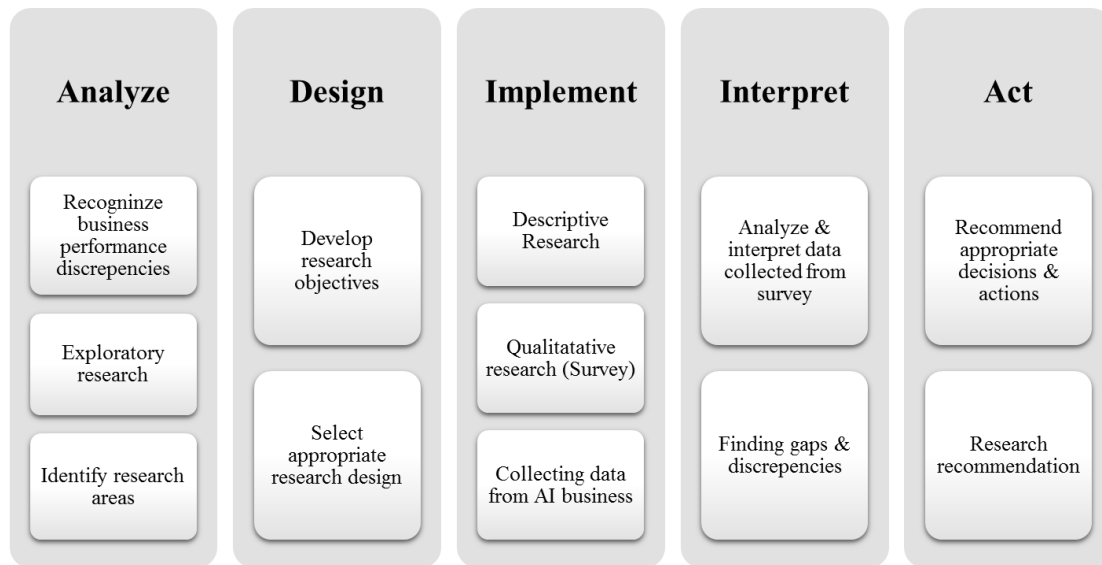 Analyze
Recogninze
business
performance
discrepencies
Exploratory
research
Identify research
areas
Design
Develop
research
objectives
Select
appropriate
research design
Implement
Descriptive
Research
Qualitatative
research (Survey)
Collecting data
from AI business
Interpret
Analyze &
interpret data
collected from
survey
Finding gaps &
discrepencies
Act
Recommend
appropriate
decisions &
actions
Research
recommendation